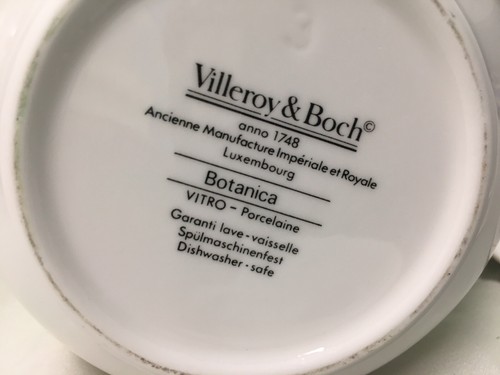 Villeroy & Boch©
anno 1748
Ancienne Manufacture Impériale et Royale
Luxembourg
Botanica
VITRO - Porcelaine
Garanti lave-vaisselle
Spülmaschinenfest
Dishwasher-safe